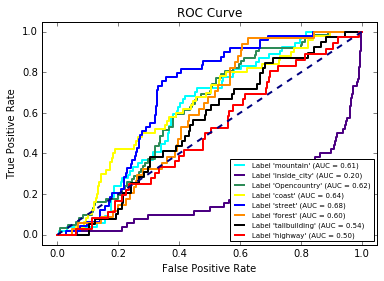 ROC Curve
True Positive Rate
1.0
0.8
0.6
0.4
0.2
0.0
Label 'mountain' (AUC = 0.61)
Label 'inside_city' (AUC = 0.20)
Label 'Opencountry' (AUC = 0.62)
Label 'coast' (AUC = 0.64)
Label 'street' (AUC = 0.68)
Label 'forest' (AUC = 0.60)
Label 'tallbuilding' (AUC = 0.54)
Label 'highway' (AUC = 0.50)
0.0 0.2 0.4 0.6 0.8 1.0
False Positive Rate